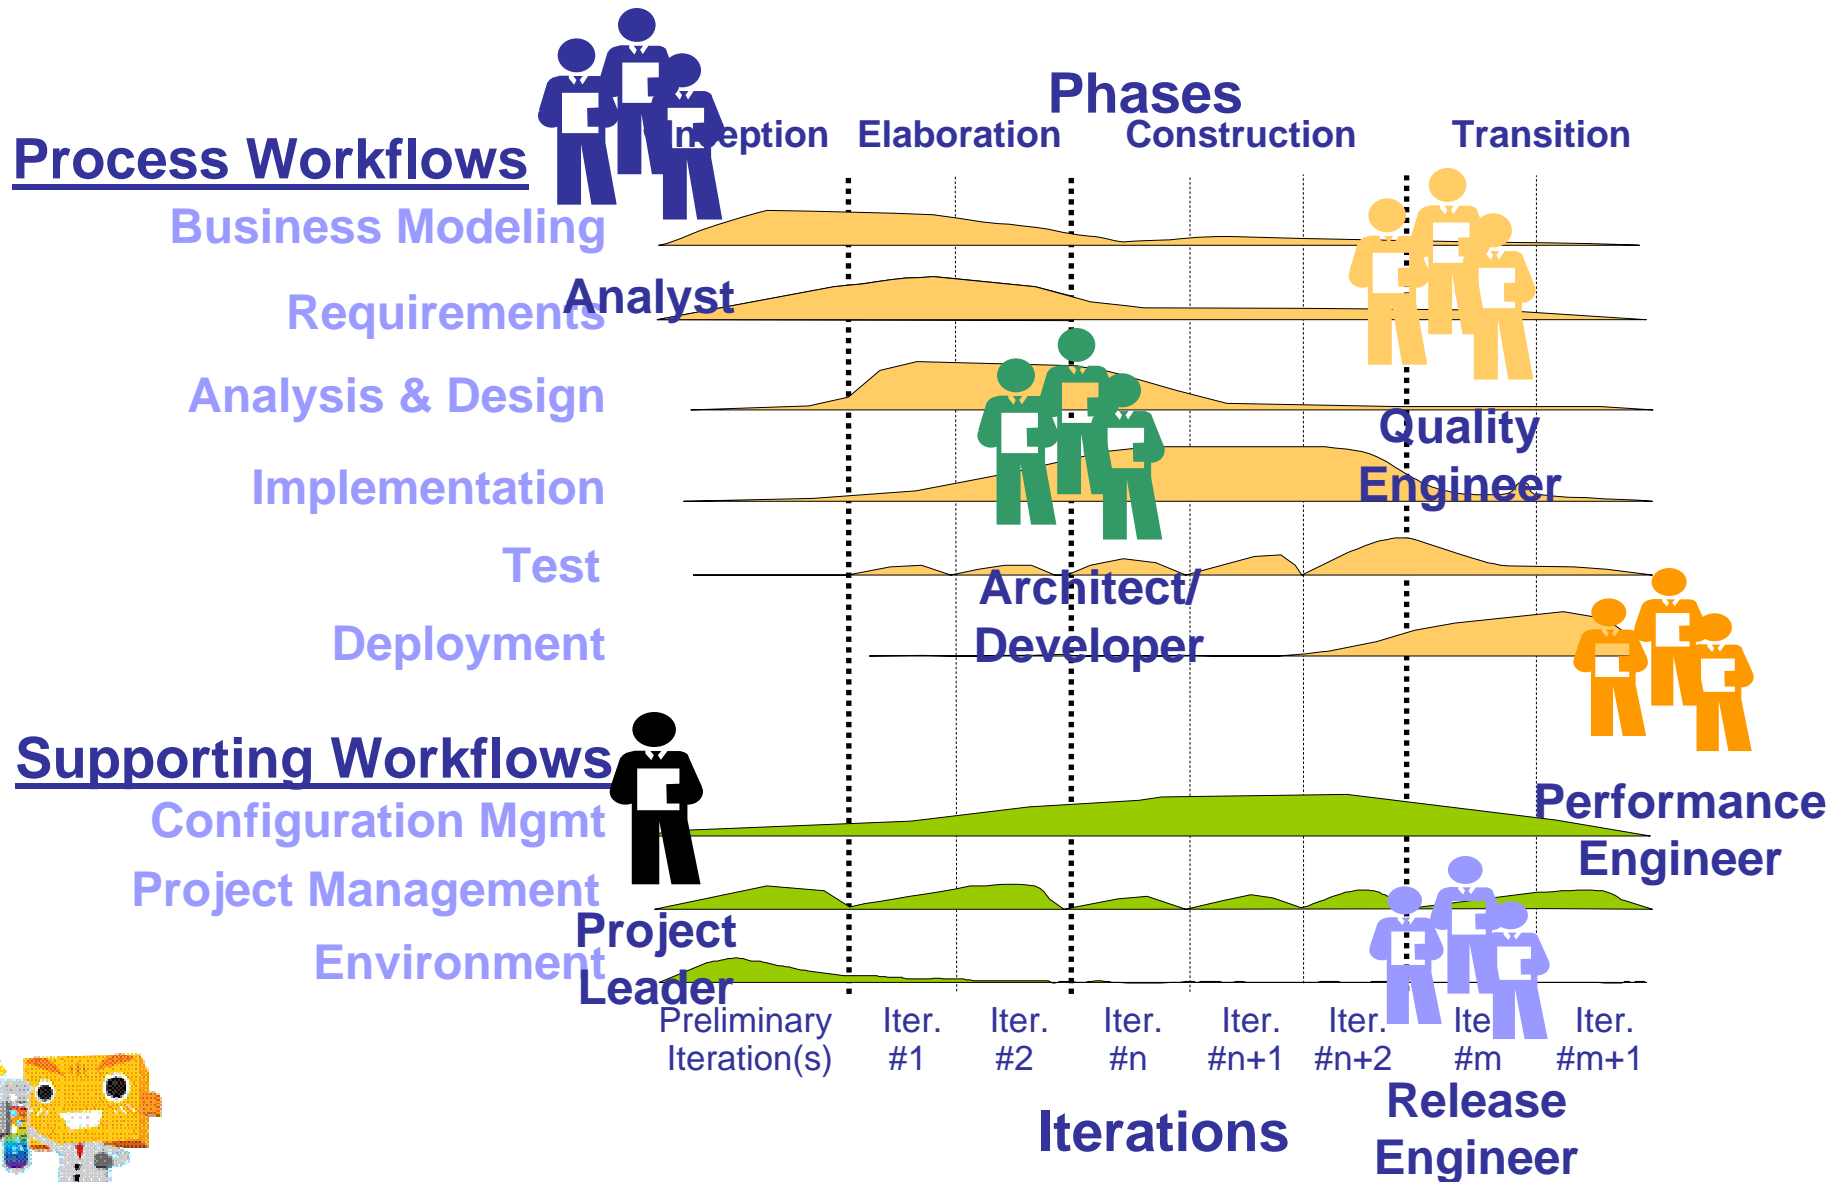 Phases
Inception Elaboration Construction Transition
Process Workflows
Business Modeling
Analyst
Requirements
Analysis & Design
Quality
Engineer
Implementation
Test
Architect/
Developer
Deployment
Supporting Workflows
Configuration Mgmt
Performance
Engineer
Project Management
Project
Leader
Environment
Preliminary Iter. Iter. Iter. Iter. Iter. Ite Iter.
Iteration(s) #1 #2 #n #n+1 #n+2 #m #m+1
Release
Engineer
Iterations